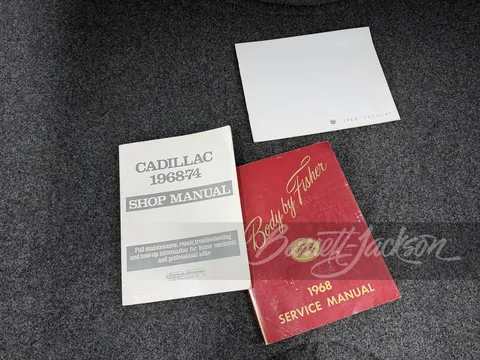 1968 CADILLAC
CADILLAC
1968-74
SHOP MANUAL
Full maintenance, repair, troubleshooting
and tune-up information for home mechanic
and professional alike
Body by Fisher
1968
SERVICE MANUAL
Barrett-Jackson